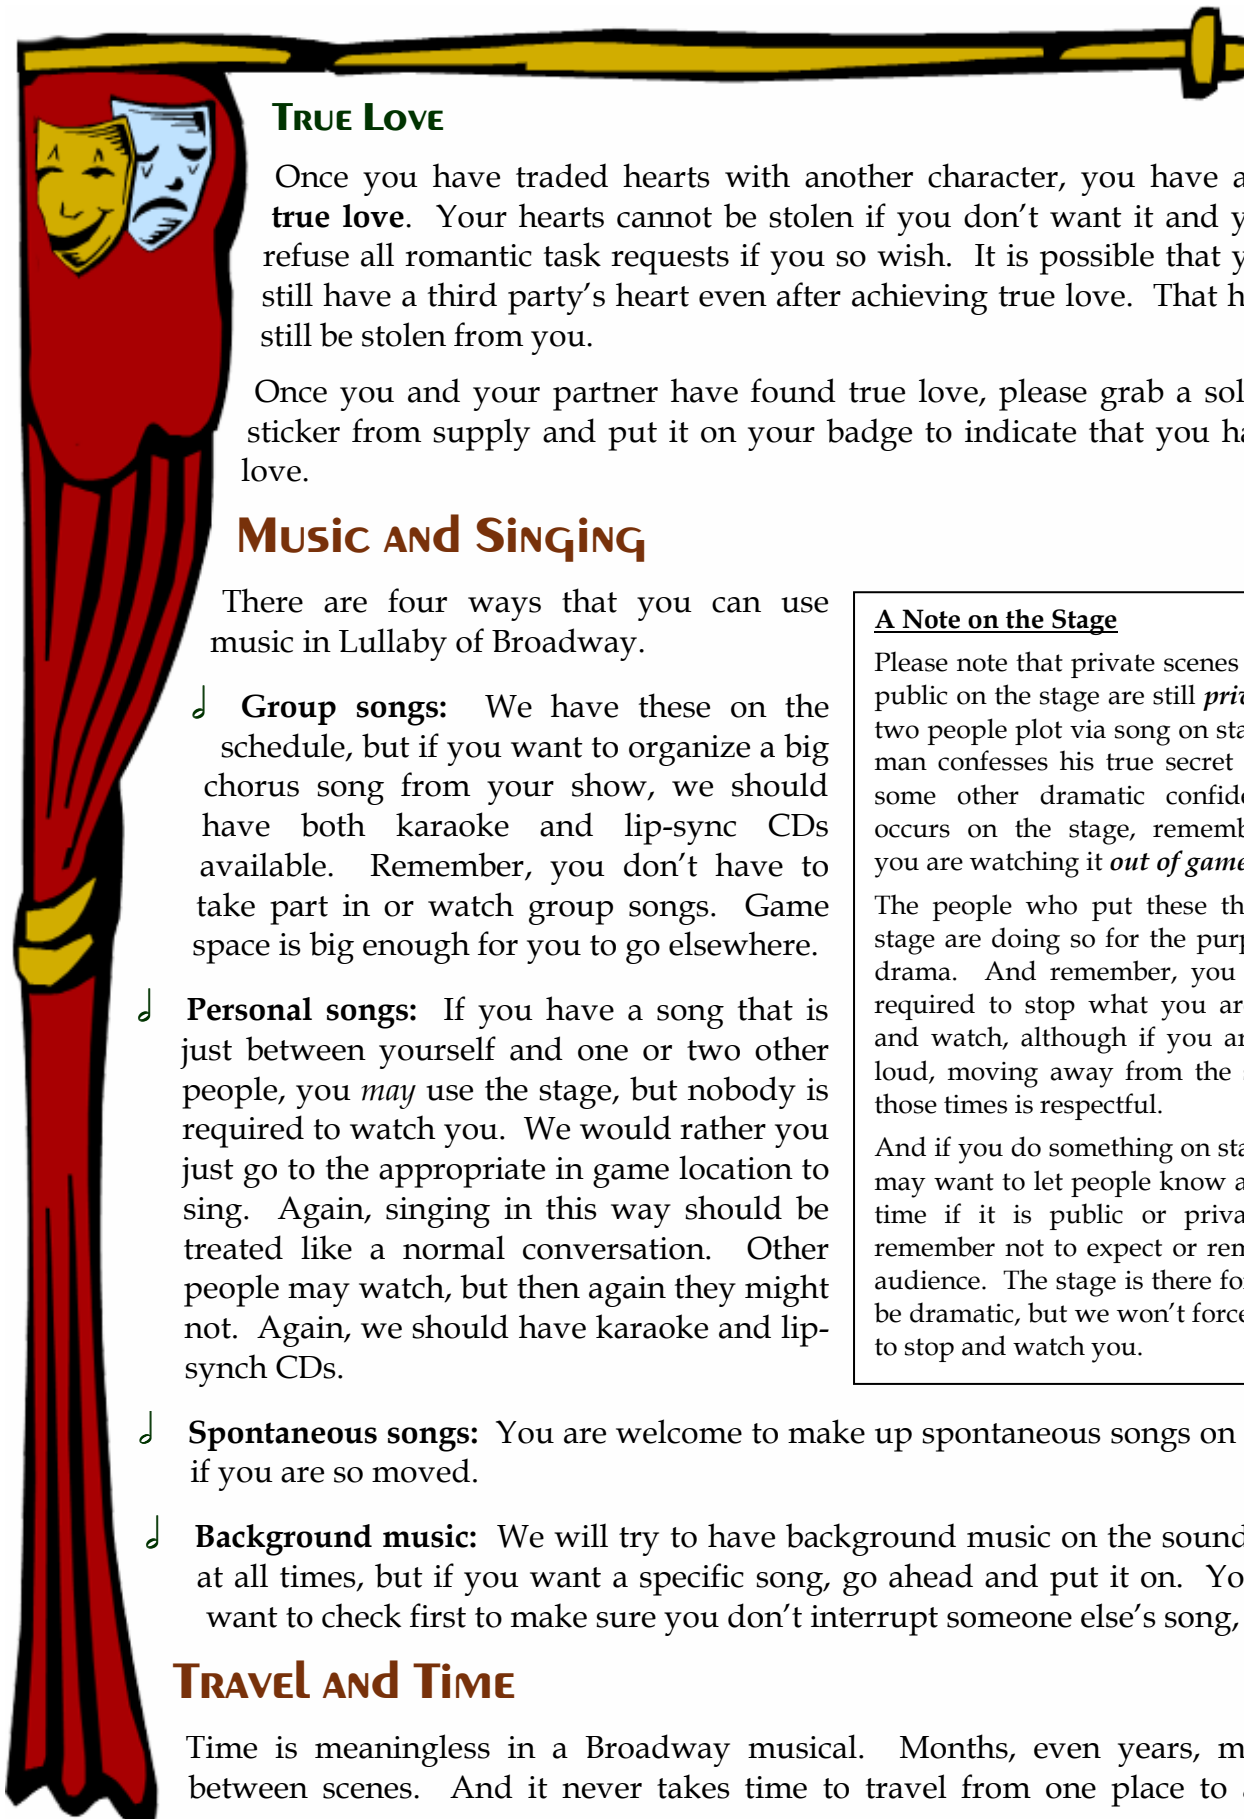 True Love
Once you have traded hearts with another character, you have a
true love. Your hearts cannot be stolen if you don't want it and y
refuse all romantic task requests if you so wish. It is possible that y
still have a third party's heart even after achieving true love. That h
still be stolen from you.
Once you and your partner have found true love, please grab a sol
sticker from supply and put it on your badge to indicate that you ha
love.
Music and Singing
There are four ways that you can use
music in Lullaby of Broadway.
Group songs: We have these on the
schedule, but if you want to organize a big
chorus song from your show, we should
have both karaoke and lip-sync CDs
available. Remember, you don't have to
take part in or watch group songs. Game
space is big enough for you to go elsewhere.
Personal songs: If you have a song that is
just between yourself and one or two other
people, you may use the stage, but nobody is
required to watch you. We would rather you
just go to the appropriate in game location to
sing. Again, singing in this way should be
treated like a normal conversation. Other
people may watch, but then again they might
not. Again, we should have karaoke and lip-
synch CDs.
A Note on the Stage
Please note that private scenes
public on the stage are still priv
two people plot via song on sta
man confesses his true secret
some other dramatic confide
occurs on the stage, rememb
you are watching it out of game
The people who put these th
stage are doing so for the purp
drama. And remember, you
required to stop what you ar
and watch, although if you ar
loud, moving away from the s
those times is respectful.
And if you do something on sta
may want to let people know a
time if it is public or priva
remember not to expect or rem
audience. The stage is there for
be dramatic, but we won't force
to stop and watch you.
Spontaneous songs: You are welcome to make up spontaneous songs on
if you are so moved.
Background music: We will try to have background music on the sound
at all times, but if you want a specific song, go ahead and put it on. Yo
want to check first to make sure you don't interrupt someone else's song,
Travel and Time
Time is meaningless in a Broadway musical. Months, even years, m
between scenes. And it never takes time to travel from one place to a